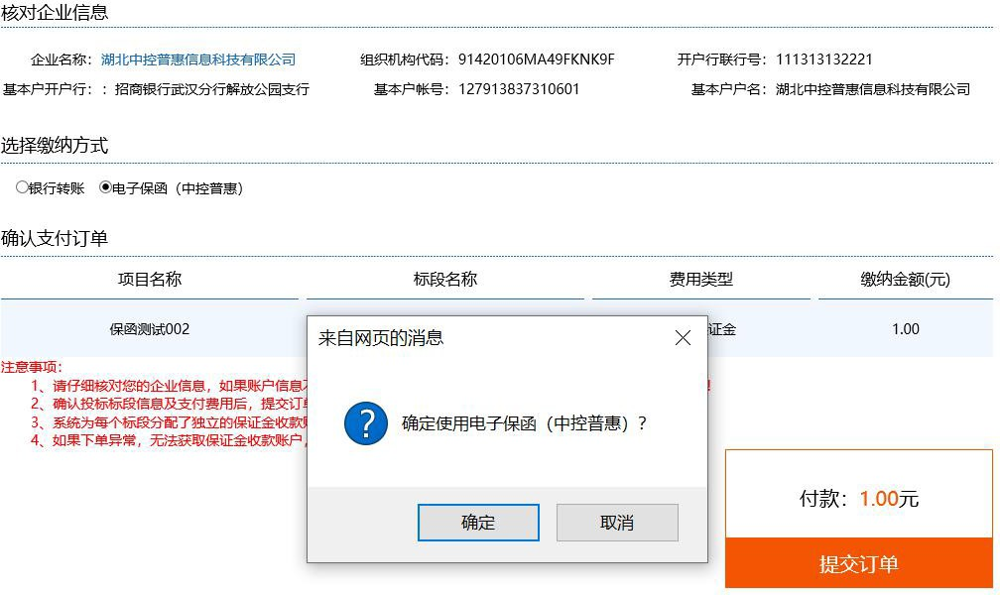 核对企业信息
企业名称：湖北中控普惠信息科技有限公司 组织机构代码：91420106MA49FKNK9F 开户行联行号：111313132221
基本户开户行：：招商银行武汉分行解放公园支行 基本户帐号：127913837310601 基本户户名：湖北中控普惠信息科技有限公司
选择缴纳方式
银行转账 电子保函（中控普惠）
确认支付订单
项目名称 标段名称 费用类型 缴纳金额(元)
保函测试002 证金 1.00
来自网页的消息
注意事项：
1、请仔细核对您的企业信息，如果账户信息
2、确认投标标段信息及支付费用后，提交订单
3、系统为每个标段分配了独立的保证金收款
4、如果下单异常，无法获取保证金收款账户，
确定使用电子保函（中控普惠）？
确定 取消
付款：1.00元
提交订单